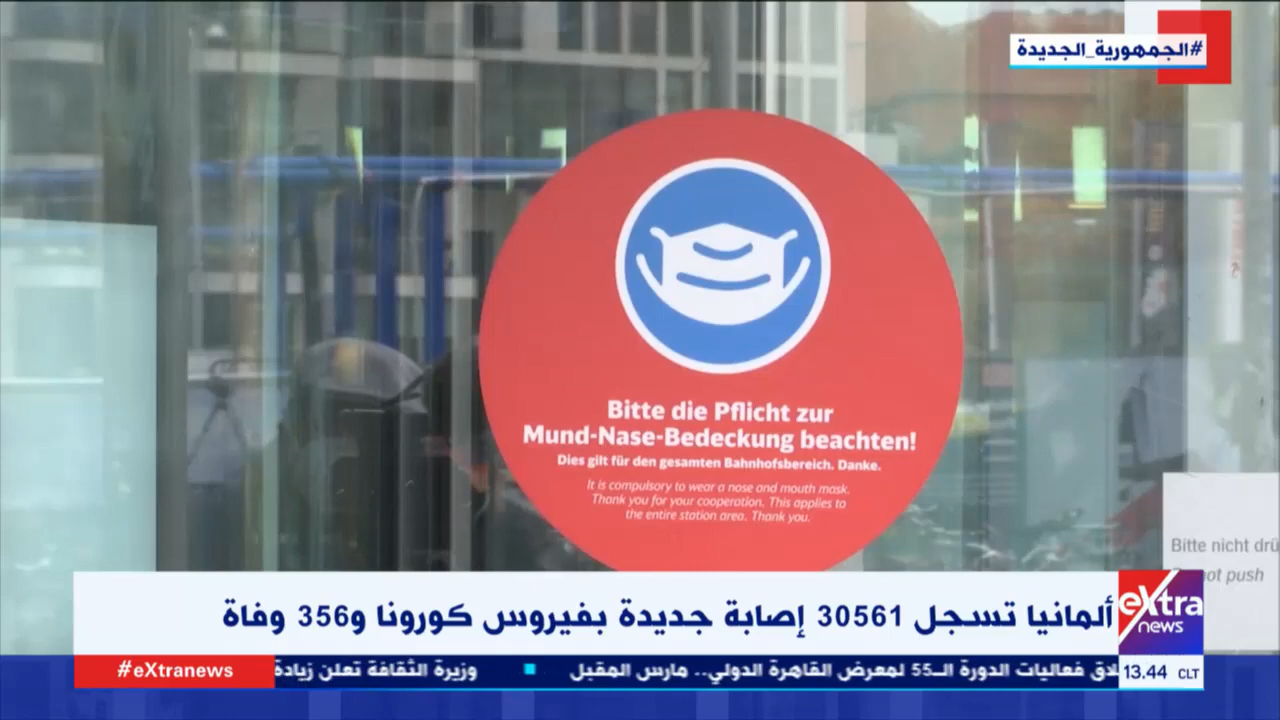 #الجمهورية_الجديدة
Bitte die Pflicht zur
Mund-Nase-Bedeckung beachten!
Dies gilt für den gesamten Bahnhofsbereich. Danke.
It is compulsory to wear a nose and mouth mask.
Thank you for your cooperation. This applies to
the entire station area. Thank you.
Bitte nicht
not push
ألمانيا تسجل 30561 إصابة جديدة بفيروس كورونا و356 وفاة
eXtra
news
فعاليات الدورة الـ55 لمعرض القاهرة الدولي.. مارس المقبل ■ وزيرة الثقافة تعلن زيادة
#eXtranews
13.44 CLT